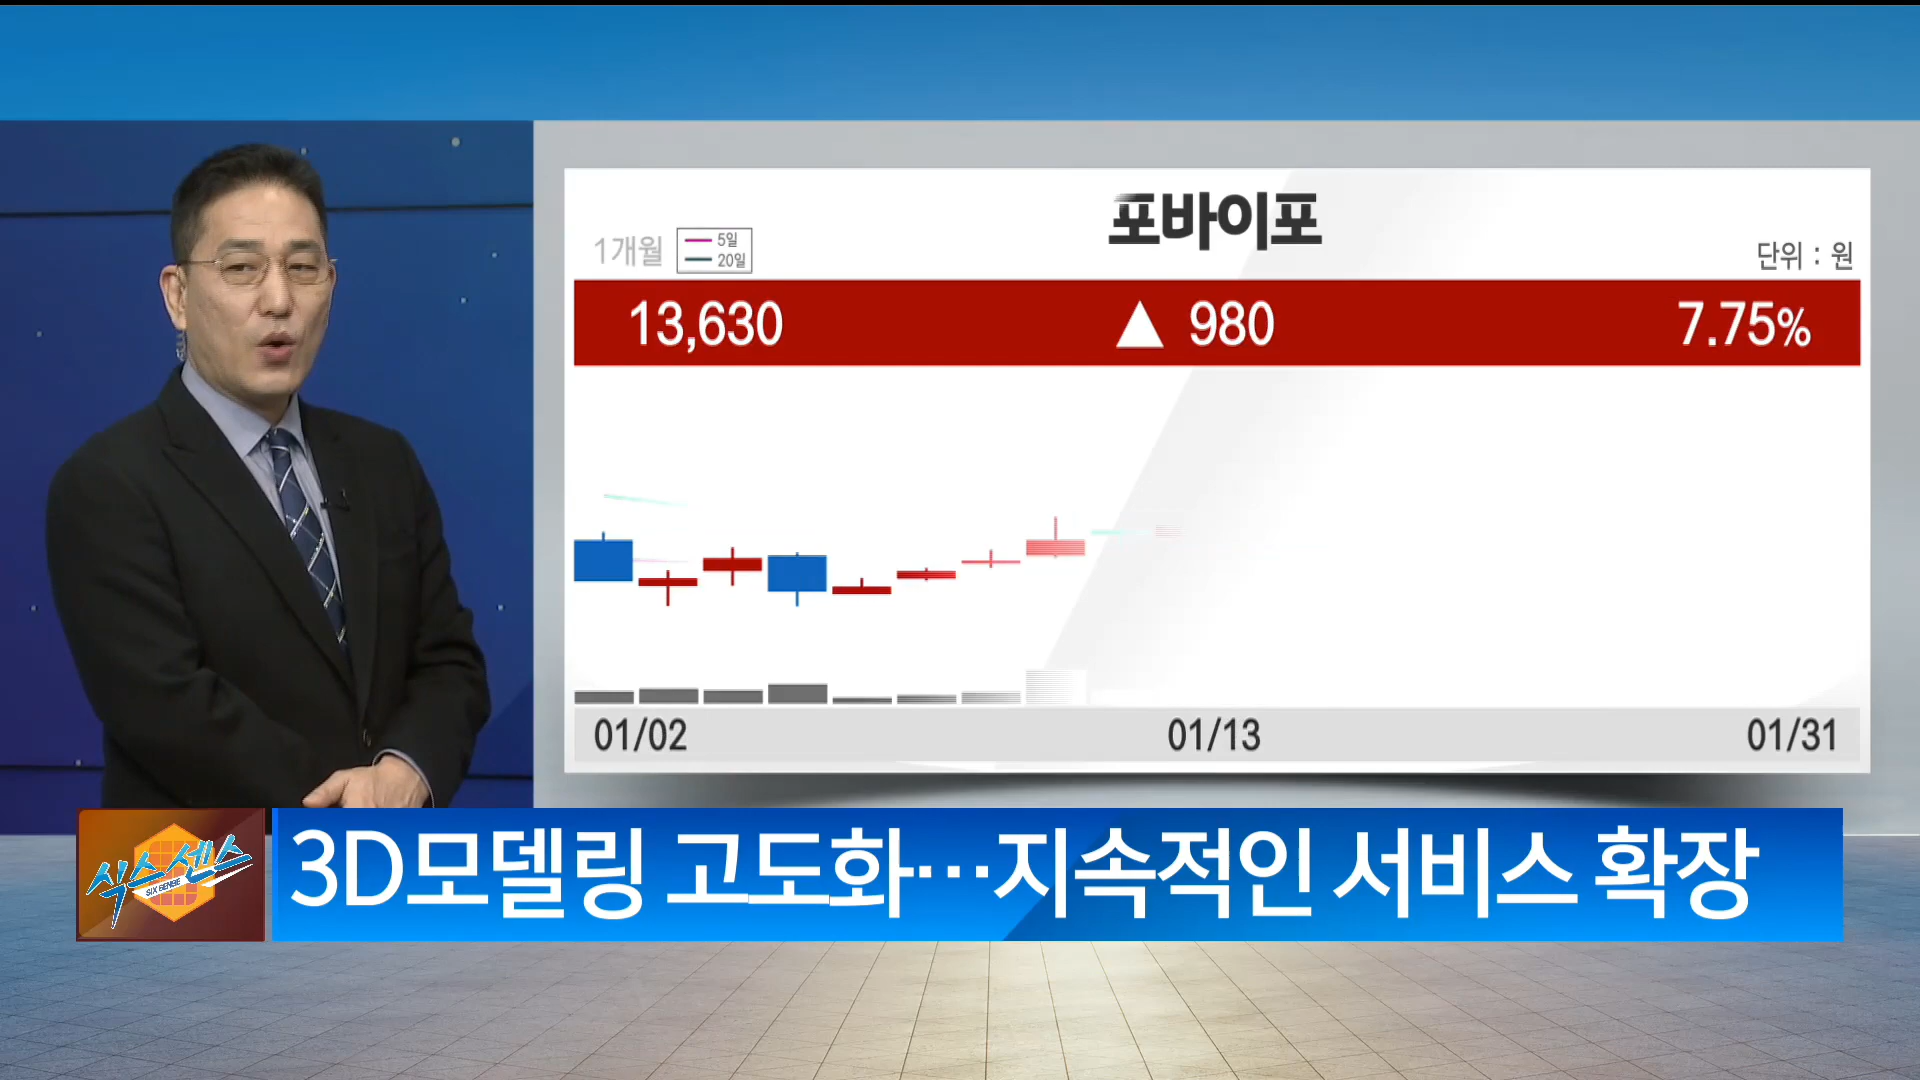 포바이포
1개월
5일
20일
단위 : 원
13,630 ▲ 980 7.75%
01/02 01/13 01/31
식스센스
SIX SENSE
3D모델링 고도화…지속적인 서비스 확장